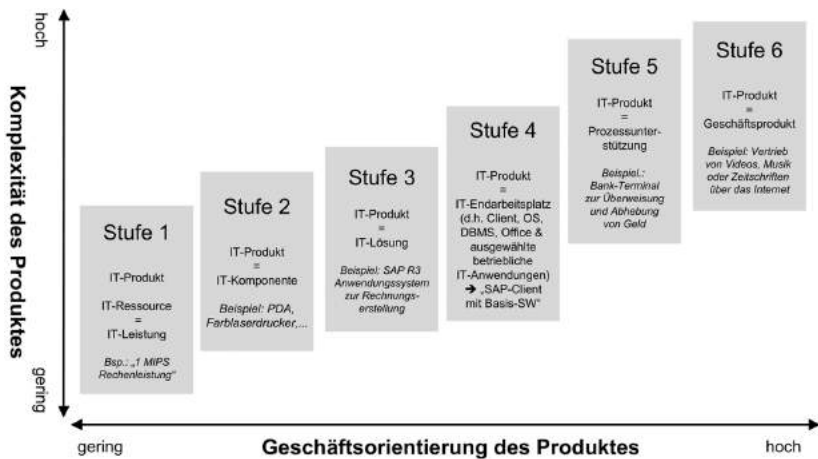 hoch
Komplexität des Produktes
gering
Stufe 1
IT-Produkt
IT-Ressource
=
IT-Leistung
Bsp.: „1 MIPS
Rechenleistung“
Stufe 2
IT-Produkt
=
IT-Komponente
Beispiel: PDA,
Farblaserdrucker,...
Stufe 3
IT-Produkt
=
IT-Lösung
Beispiel: SAP R3
Anwendungssystem
zur Rechnungs-
erstellung
Stufe 4
IT-Produkt
=
IT-Endarbeitsplatz
(d.h. Client, OS,
DBMS, Office &
ausgewählte
betriebliche
IT-Anwendungen)
➔ „SAP-Client
mit Basis-SW“
Stufe 5
IT-Produkt
=
Prozessunter-
stützung
Beispiel.:
Bank-Terminal
zur Überweisung
und Abhebung
von Geld
Stufe 6
IT-Produkt
=
Geschäftsprodukt
Beispiel: Vertrieb
von Videos, Musik
oder Zeitschriften
über das Internet
gering
Geschäftsorientierung des Produktes
hoch